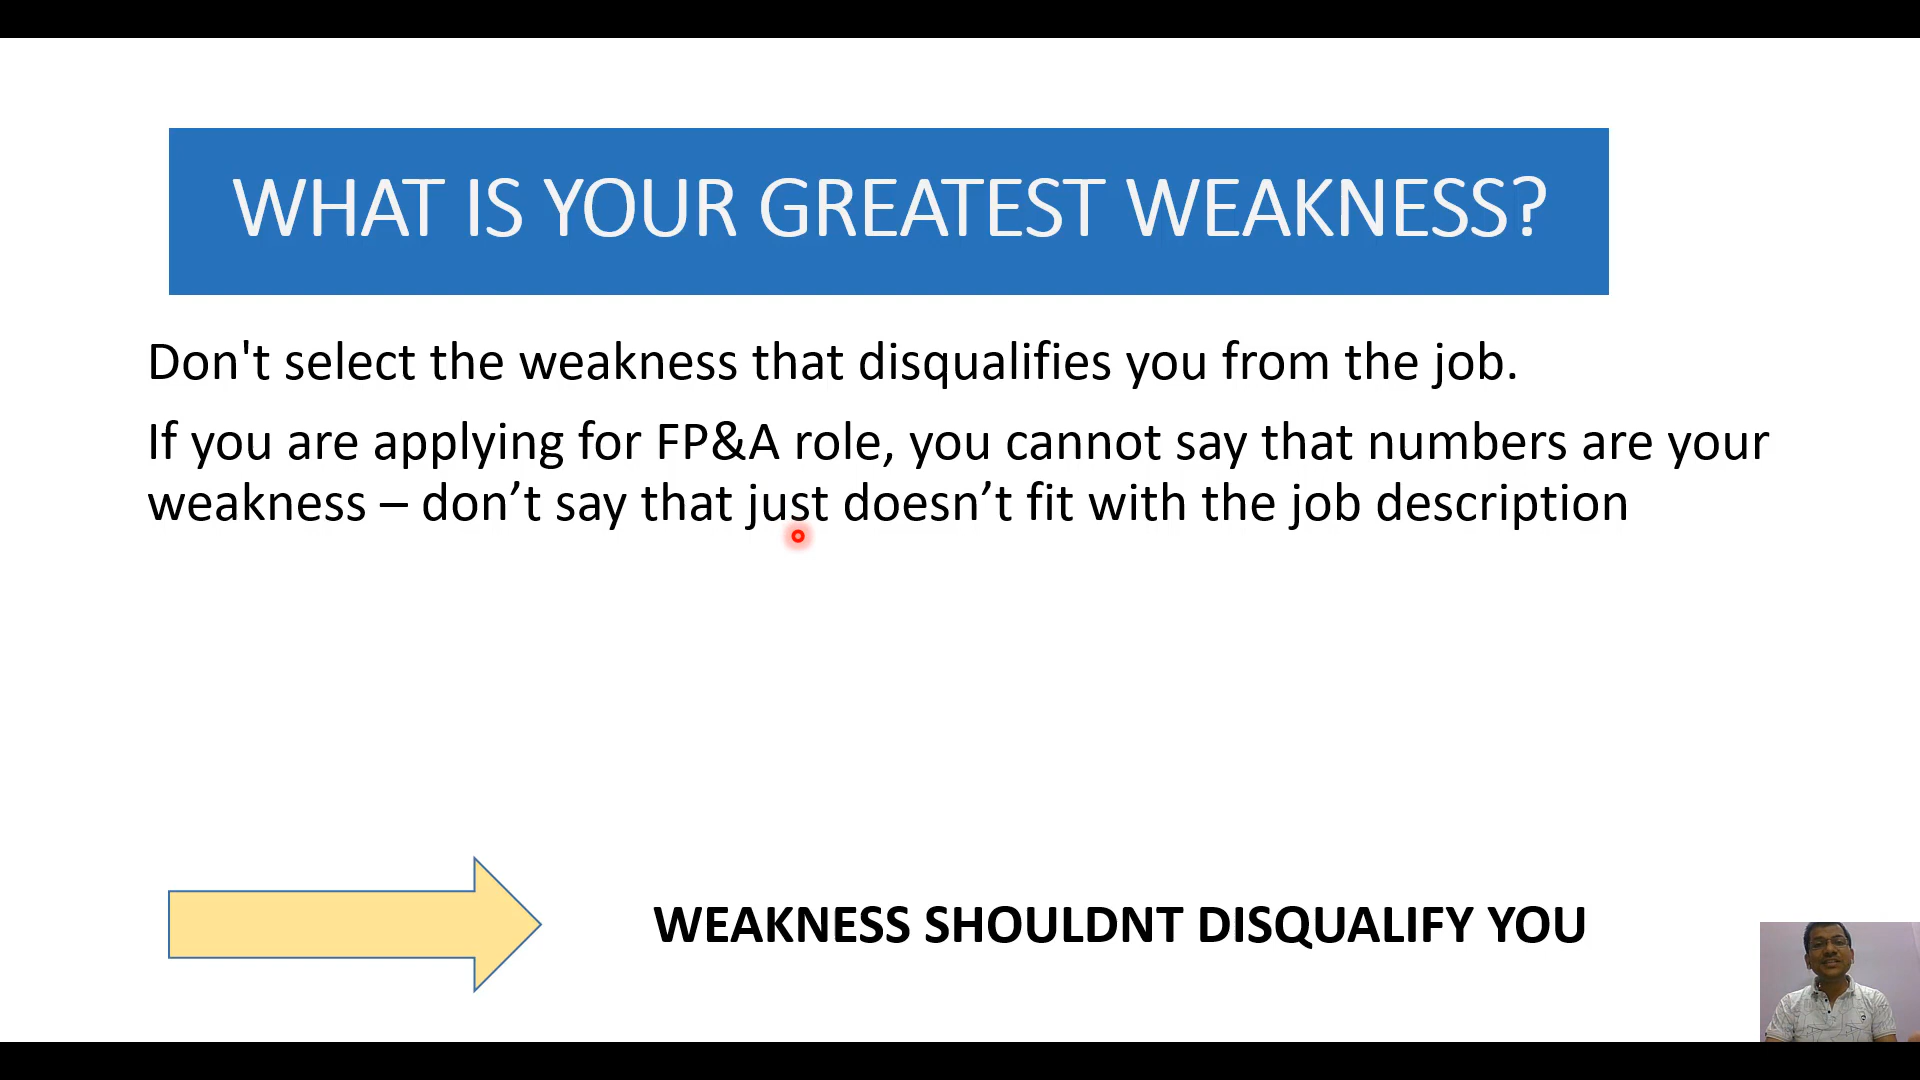 WHAT IS YOUR GREATEST WEAKNESS?
Don't select the weakness that disqualifies you from the job.
If you are applying for FP&A role, you cannot say that numbers are your
weakness – don’t say that just doesn’t fit with the job description
WEAKNESS SHOULDNT DISQUALIFY YOU